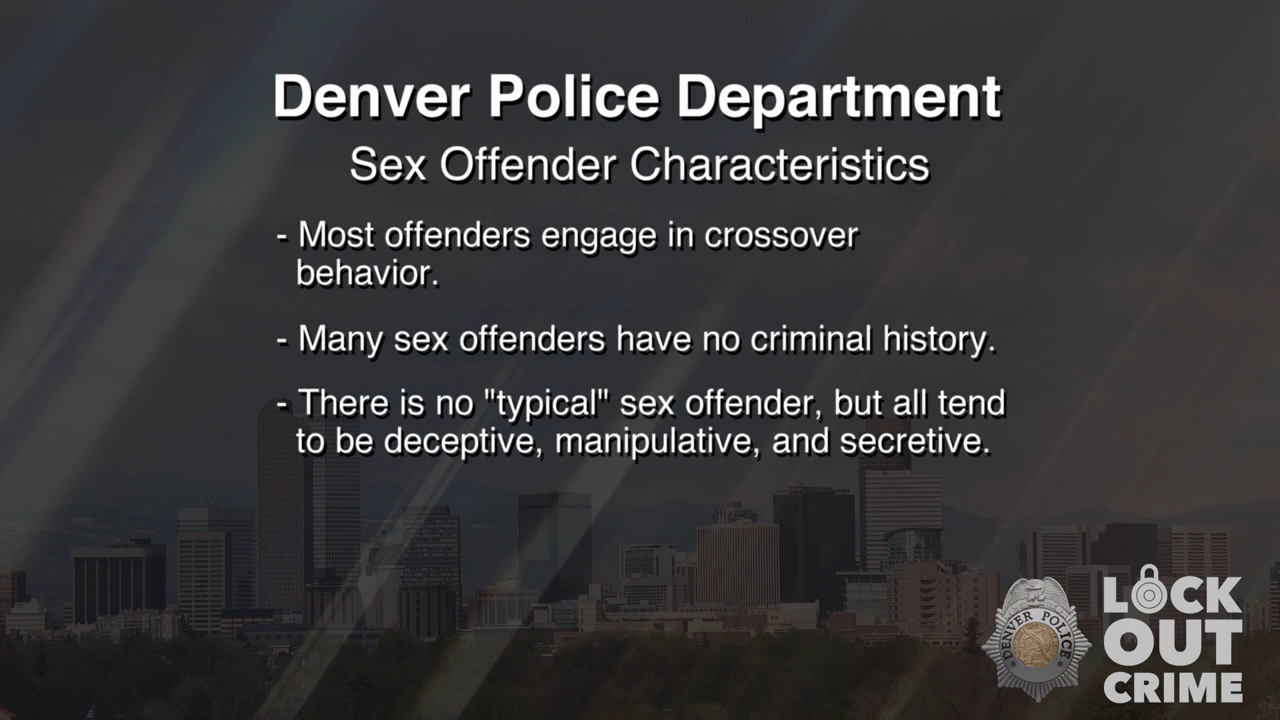 Denver Police Department
Sex Offender Characteristics
- Most offenders engage in crossover
behavior.
- Many sex offenders have no criminal history.
- There is no "typical" sex offender, but all tend
to be deceptive, manipulative, and secretive.
DENVER POLICE
LOCK
OUT
CRIME